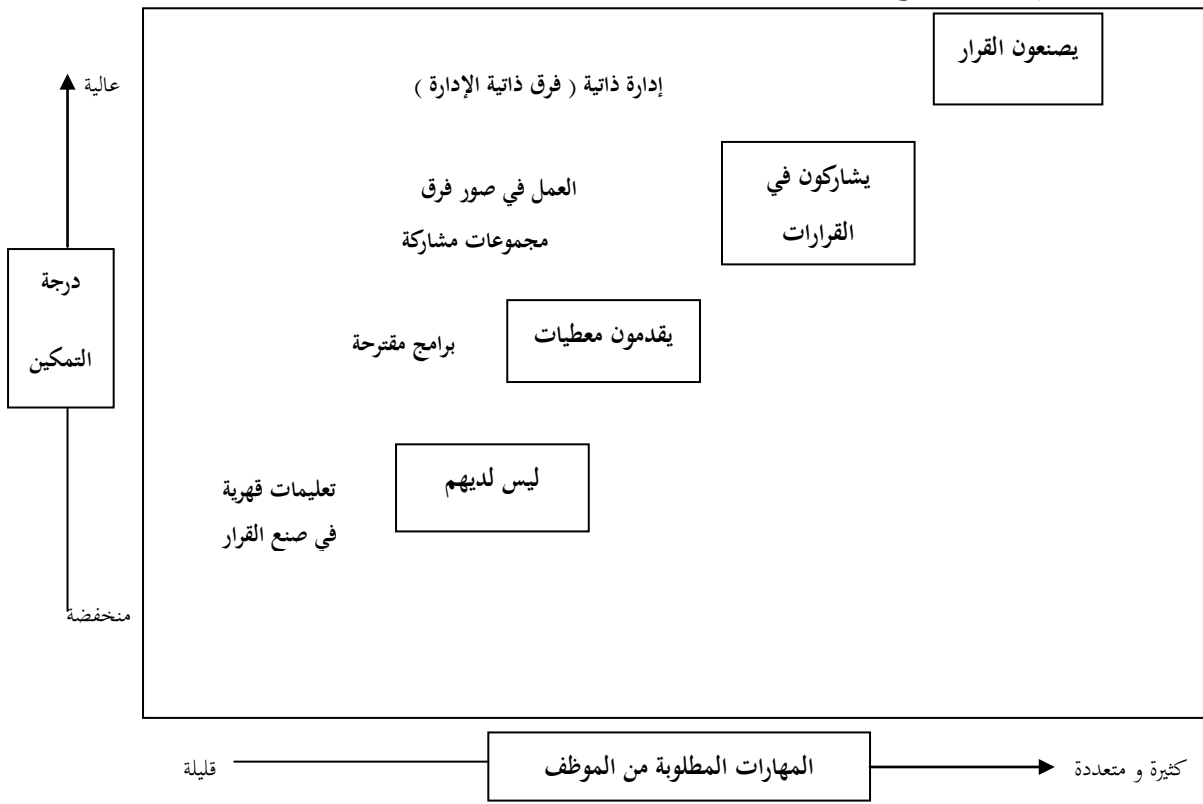 يصنعون القرار
إدارة ذاتية ( فرق ذاتية الإدارة )
عالية
يشاركون في
القرارات
العمل في صور فرق
مجموعات مشاركة
درجة
التمكين
يقدمون معطيات
برامج مقترحة
ليس لديهم
تعليمات قهرية
في صنع القرار
منخفضة
كثيرة و متعددة
المهارات المطلوبة من الموظف
قليلة